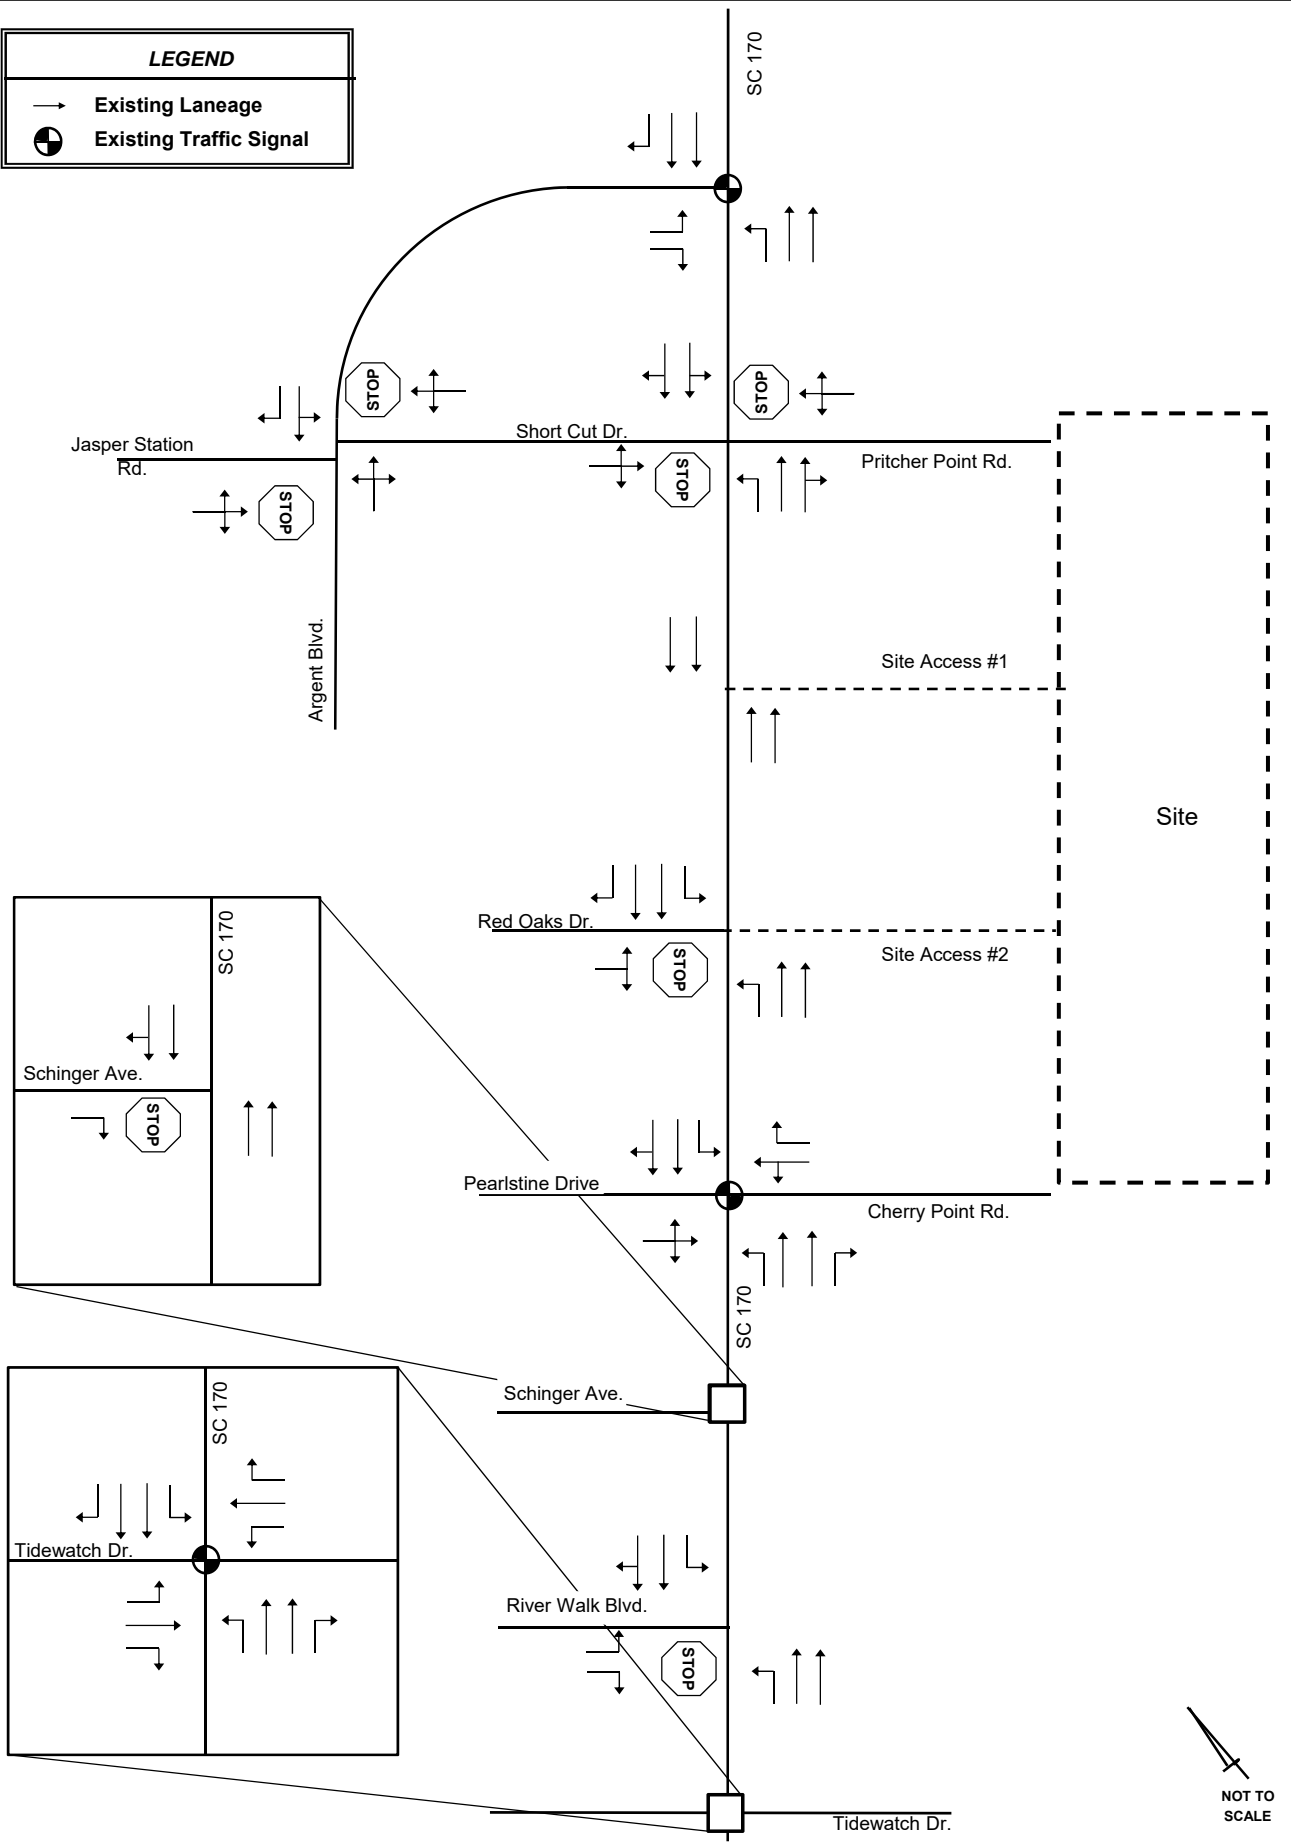 LEGEND
Existing Laneage
Existing Traffic Signal
SC 170
STOP
STOP
Jasper Station
Rd.
Short Cut Dr.
Pritcher Point Rd.
STOP
STOP
Argent Blvd.
Site Access #1
Site
Red Oaks Dr.
Site Access #2
STOP
SC 170
Schinger Ave.
STOP
Pearlstine Drive
Cherry Point Rd.
SC 170
Schinger Ave.
SC 170
Tidewatch Dr.
River Walk Blvd.
STOP
Tidewatch Dr.
NOT TO
SCALE